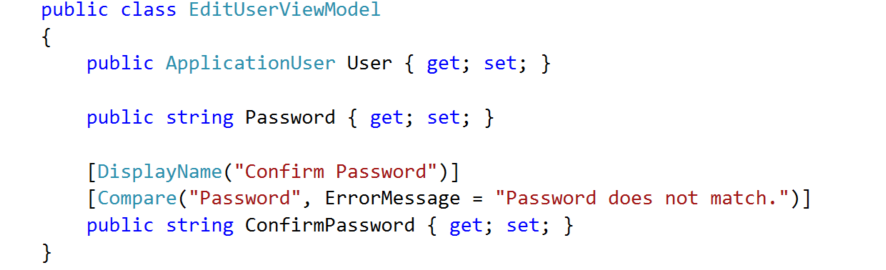 public class EditUserViewModel
{
public ApplicationUser User { get; set; }
public string Password { get; set; }
[DisplayName("Confirm Password")]
[Compare("Password", ErrorMessage = "Password does not match.")]
public string ConfirmPassword { get; set; }
}